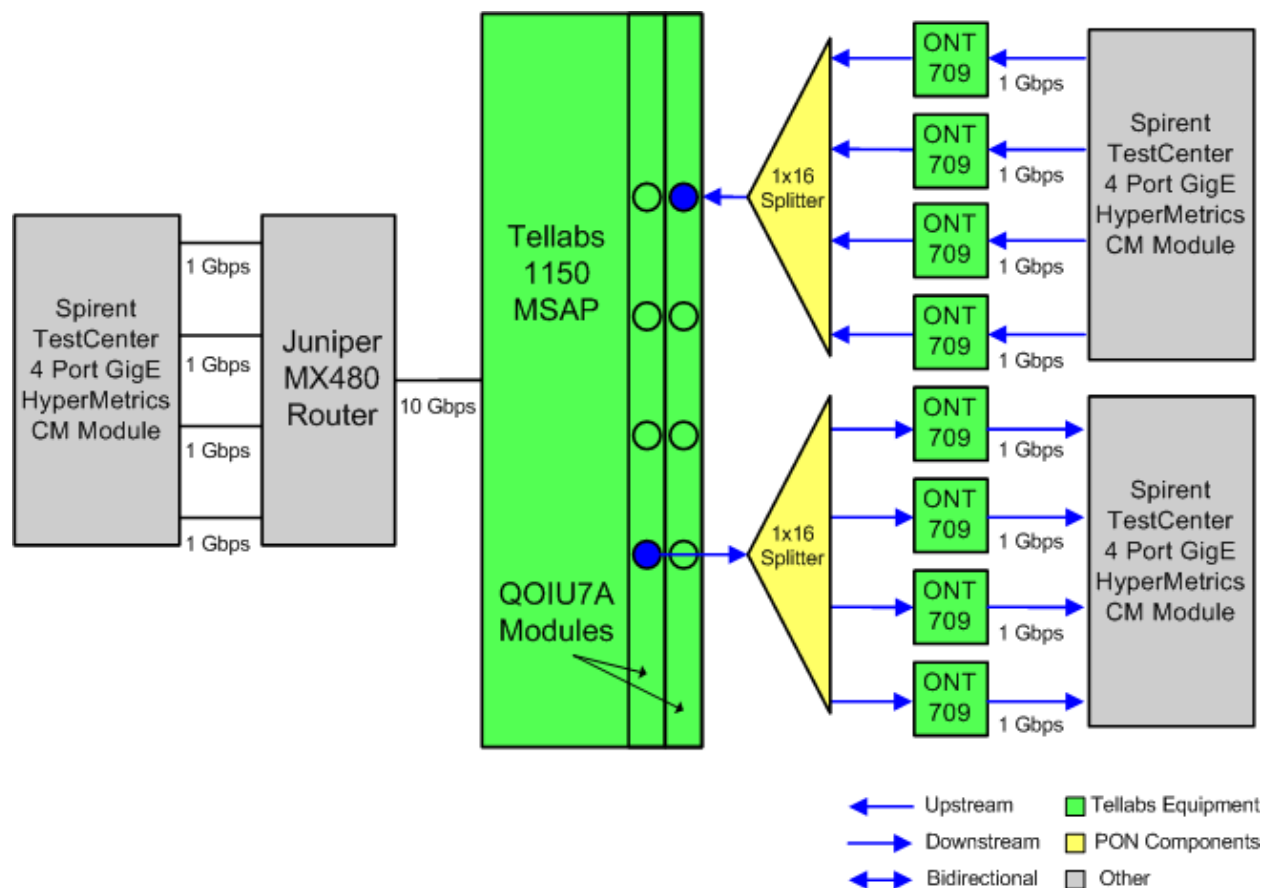 Spirent
TestCenter
4 Port GigE
HyperMetrics
CM Module
1 Gbps
1 Gbps
1 Gbps
1 Gbps
Juniper
MX480
Router
10 Gbps
Tellabs
1150
MSAP
QOIU7A
Modules
1x16
Splitter
ONT
709
1 Gbps
ONT
709
1 Gbps
ONT
709
1 Gbps
ONT
709
1 Gbps
Spirent
TestCenter
4 Port GigE
HyperMetrics
CM Module
1x16
Splitter
ONT
709
1 Gbps
ONT
709
1 Gbps
ONT
709
1 Gbps
ONT
709
1 Gbps
Spirent
TestCenter
4 Port GigE
HyperMetrics
CM Module
Upstream
Tellabs Equipment
Downstream
PON Components
Bidirectional
Other